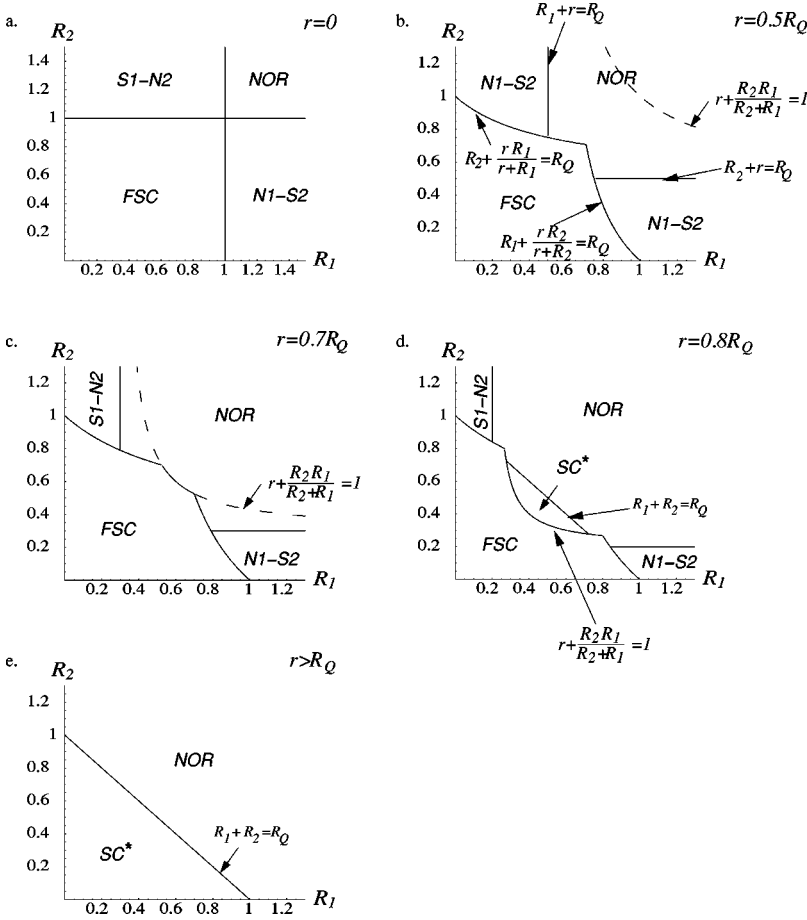 a.
R2
r=0
1.4
1.2
1
0.8
0.6
0.4
0.2
S1-N2
NOR
FSC
N1-S2
0.2 0.4 0.6 0.8 1 1.2 1.4 R1
b.
R2
R1+r=RQ
r=0.5RQ
1.2
1
0.8
0.6
0.4
0.2
N1-S2
NOR
r+ R2R1/(R2+R1) =1
R2+ rR1/(r+R1) =RQ
R2+r=RQ
FSC
N1-S2
R1+ rR2/(r+R2) =RQ
0.2 0.4 0.6 0.8 1 1.2 R1
c.
R2
r=0.7RQ
1.2
1
0.8
0.6
0.4
0.2
S1-N2
NOR
r+ R2R1/(R2+R1) =1
FSC
N1-S2
0.2 0.4 0.6 0.8 1 1.2 R1
d.
R2
r=0.8RQ
1.2
1
0.8
0.6
0.4
0.2
S1-N2
NOR
SC*
R1+R2=RQ
FSC
N1-S2
0.2 0.4 0.6 0.8 1 1.2 R1
r+ R2R1/(R2+R1) =1
e.
R2
r>RQ
1.2
1
0.8
0.6
0.4
0.2
NOR
R1+R2=RQ
SC*
0.2 0.4 0.6 0.8 1 1.2 R1